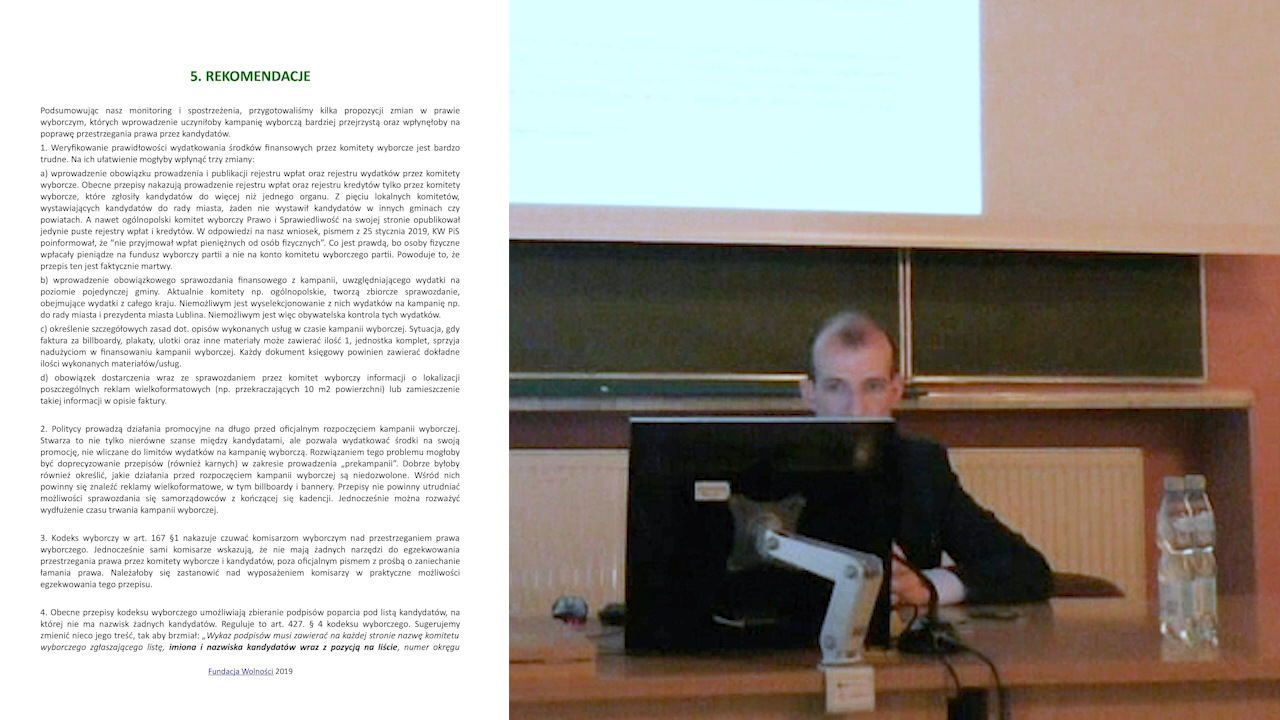 5. REKOMENDACJE
Podsumowując nasz monitoring i spostrzeżenia, przygotowaliśmy kilka propozycji zmian w prawie
wyborczym, których wprowadzenie uczyniłoby kampanię wyborczą bardziej przejrzystą oraz wpłynęłoby na
poprawę przestrzegania prawa przez kandydatów.
1. Weryfikowanie prawidłowości wydatkowania środków finansowych przez komitety wyborcze jest bardzo
trudne. Na ich ułatwienie mogłyby wpłynąć trzy zmiany:
a) wprowadzenie obowiązku prowadzenia i publikacji rejestru wpłat oraz rejestru wydatków przez komitety
wyborcze. Obecne przepisy nakazują prowadzenie rejestru wpłat oraz rejestru kredytów tylko przez komitety
wyborcze, które zgłosiły kandydatów do więcej niż jednego organu. Z pięciu lokalnych komitetów,
wystawiających kandydatów do rady miasta, żaden nie wystawił kandydatów w innych gminach czy
powiatach. A nawet ogólnopolski komitet wyborczy Prawo i Sprawiedliwość na swojej stronie opublikował
jedynie puste rejestry wpłat i kredytów. W odpowiedzi na nasz wniosek, pismem z 25 stycznia 2019, KW PiS
poinformował, że “nie przyjmował wpłat pieniężnych od osób fizycznych”. Co jest prawdą, bo osoby fizyczne
wpłacały pieniądze na fundusz wyborczy partii a nie na konto komitetu wyborczego partii. Powoduje to, że
przepis ten jest faktycznie martwy.
b) wprowadzenie obowiązkowego sprawozdania finansowego z kampanii, uwzględniającego wydatki na
poziomie pojedynczej gminy. Aktualnie komitety np. ogólnopolskie, tworzą zbiorcze sprawozdanie,
obejmujące wydatki z całego kraju. Niemożliwym jest wyselekcjonowanie z nich wydatków na kampanię np.
do rady miasta i prezydenta miasta Lublina. Niemożliwym jest więc obywatelska kontrola tych wydatków.
c) określenie szczegółowych zasad dot. opisów wykonanych usług w czasie kampanii wyborczej. Sytuacja, gdy
faktura za billboardy, plakaty, ulotki oraz inne materiały może zawierać ilość 1, jednostka komplet, sprzyja
nadużyciom w finansowaniu kampanii wyborczej. Każdy dokument księgowy powinien zawierać dokładne
ilości wykonanych materiałów/usług.
d) obowiązek dostarczenia wraz ze sprawozdaniem przez komitet wyborczy informacji o lokalizacji
poszczególnych reklam wielkoformatowych (np. przekraczających 10 m2 powierzchni) lub zamieszczenie
takiej informacji w opisie faktury.
2. Politycy prowadzą działania promocyjne na długo przed oficjalnym rozpoczęciem kampanii wyborczej.
Stwarza to nie tylko nierówne szanse między kandydatami, ale pozwala wydatkować środki na swoją
promocję, nie wliczane do limitów wydatków na kampanię wyborczą. Rozwiązaniem tego problemu mogłoby
być doprecyzowanie przepisów (również karnych) w zakresie prowadzenia „prekampanii”. Dobrze byłoby
również określić, jakie działania przed rozpoczęciem kampanii wyborczej są niedozwolone. Wśród nich
powinny się znaleźć reklamy wielkoformatowe, w tym billboardy i bannery. Przepisy nie powinny utrudniać
możliwości sprawozdania się samorządowców z kończącej się kadencji. Jednocześnie można rozważyć
wydłużenie czasu trwania kampanii wyborczej.
3. Kodeks wyborczy w art. 167 §1 nakazuje czuwać komisarzom wyborczym nad przestrzeganiem prawa
wyborczego. Jednocześnie sami komisarze wskazują, że nie mają żadnych narzędzi do egzekwowania
przestrzegania prawa przez komitety wyborcze i kandydatów, poza oficjalnym pismem z prośbą o zaniechanie
łamania prawa. Należałoby się zastanowić nad wyposażeniem komisarzy w praktyczne możliwości
egzekwowania tego przepisu.
4. Obecne przepisy kodeksu wyborczego umożliwiają zbieranie podpisów poparcia pod listą kandydatów, na
której nie ma nazwisk żadnych kandydatów. Reguluje to art. 427. § 4 kodeksu wyborczego. Sugerujemy
zmienić nieco jego treść, tak aby brzmiał: „Wykaz podpisów musi zawierać na każdej stronie nazwę komitetu
wyborczego zgłaszającego listę, imiona i nazwiska kandydatów wraz z pozycją na liście, numer okręgu
Fundacja Wolności 2019